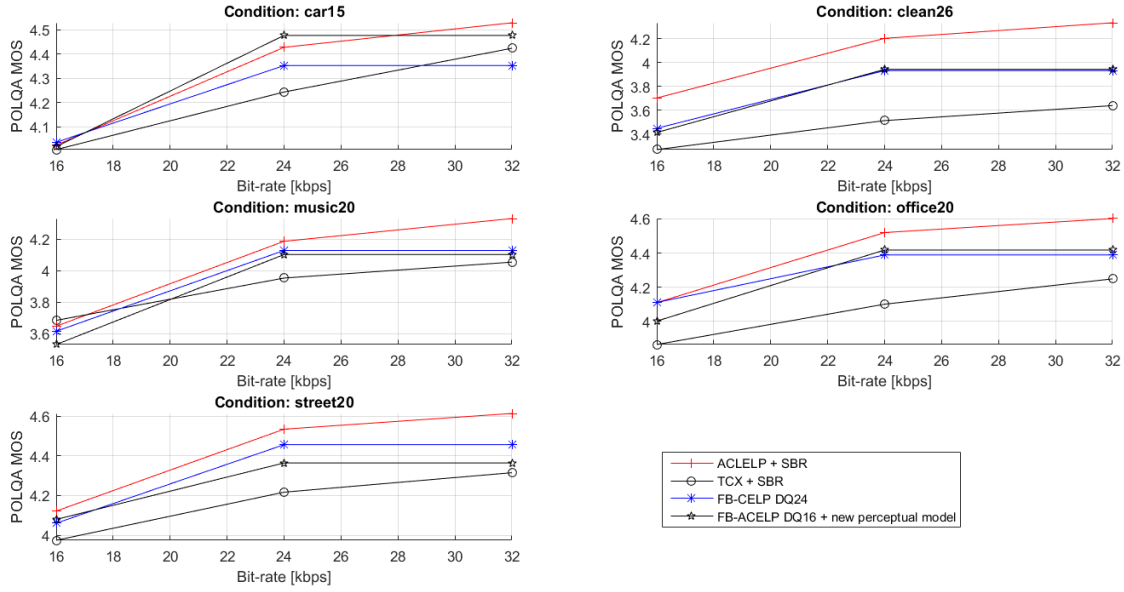 Condition: car15
POLQA MOS
4.5
4.4
4.3
4.2
4.1
16 18 20 22 24 26 28 30 32
Bit-rate [kbps]
Condition: clean26
POLQA MOS
4.2
4
3.8
3.6
3.4
16 18 20 22 24 26 28 30 32
Bit-rate [kbps]
Condition: music20
POLQA MOS
4.2
4
3.8
3.6
16 18 20 22 24 26 28 30 32
Bit-rate [kbps]
Condition: office20
POLQA MOS
4.6
4.4
4.2
4
16 18 20 22 24 26 28 30 32
Bit-rate [kbps]
Condition: street20
POLQA MOS
4.6
4.4
4.2
4
16 18 20 22 24 26 28 30 32
Bit-rate [kbps]
ACLELP + SBR
TCX + SBR
FB-CELP DQ24
FB-ACELP DQ16 + new perceptual model